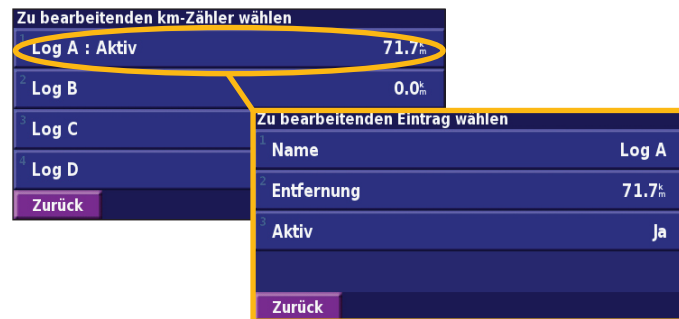 Zu bearbeitenden km-Zähler wählen
1 Log A : Aktiv 71.7km
2 Log B 0.0km
3 Log C
4 Log D
Zurück
Zu bearbeitenden Eintrag wählen
1 Name Log A
2 Entfernung 71.7km
3 Aktiv Ja
Zurück